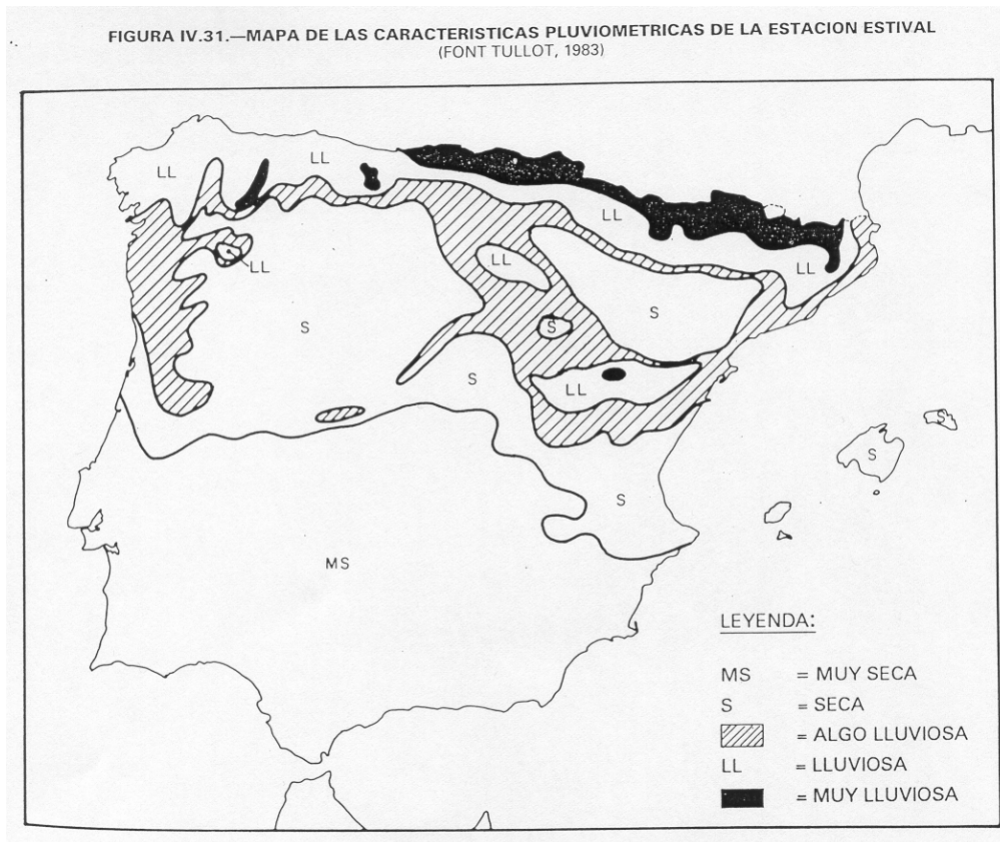 FIGURA IV.31.—MAPA DE LAS CARACTERISTICAS PLUVIOMETRICAS DE LA ESTACION ESTIVAL
(FONT TULLOT, 1983)
LL
LL
LL
LL
LL
LL
S
S
S
S
LL
S
S
S
MS
LEYENDA:
MS = MUY SECA
S = SECA
= ALGO LLUVIOSA
LL = LLUVIOSA
= MUY LLUVIOSA